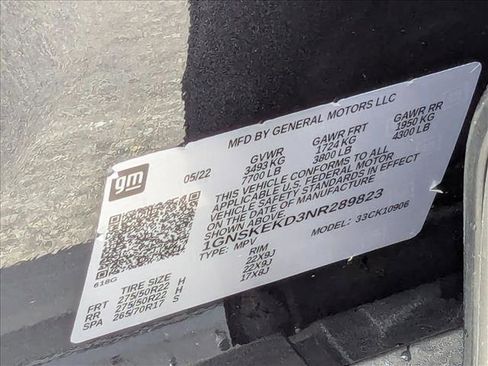 MFD BY GENERAL MOTORS LLC
gm
05/22
GVWR GAWR FRT GAWR RR
3493 KG 1724 KG 1950 KG
7700 LB 3800 LB 4300 LB
THIS VEHICLE CONFORMS TO ALL
APPLICABLE U.S. FEDERAL MOTOR
VEHICLE SAFETY STANDARDS IN EFFECT
ON THE DATE OF MANUFACTURE
SHOWN ABOVE.
1GNSKEKD3NR289823
TYPE: MPV MODEL: 33CK10906
618G
TIRE SIZE RIM
FRT 275/50R22 H 22X9J
RR 275/50R22 H 22X9J
SPA 265/70R17 S 17X8J